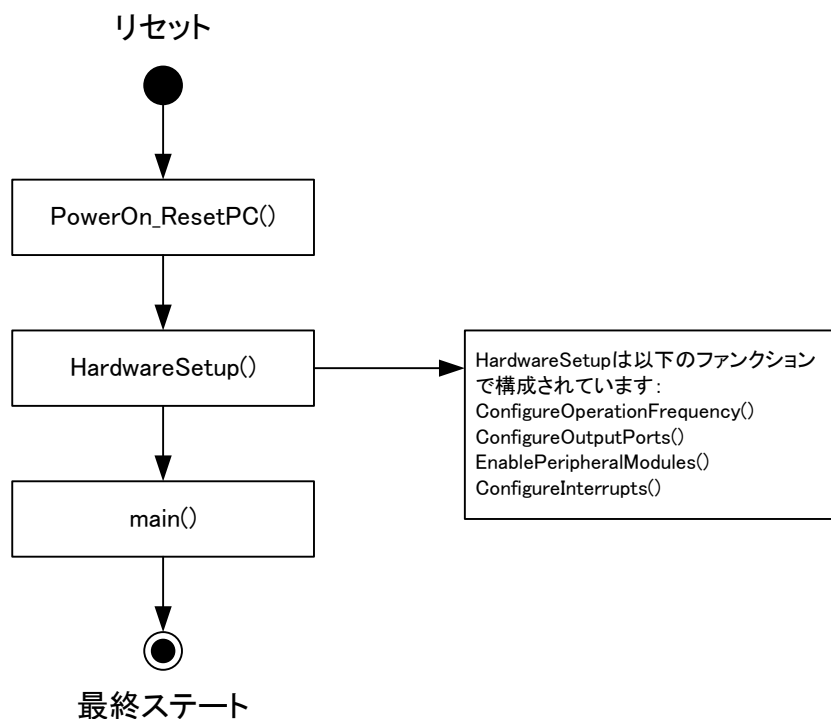 リセット
PowerOn_ResetPC()
HardwareSetup()
HardwareSetupは以下のファンクション
で構成されています:
ConfigureOperationFrequency()
ConfigureOutputPorts()
EnablePeripheralModules()
ConfigureInterrupts()
main()
最終ステート